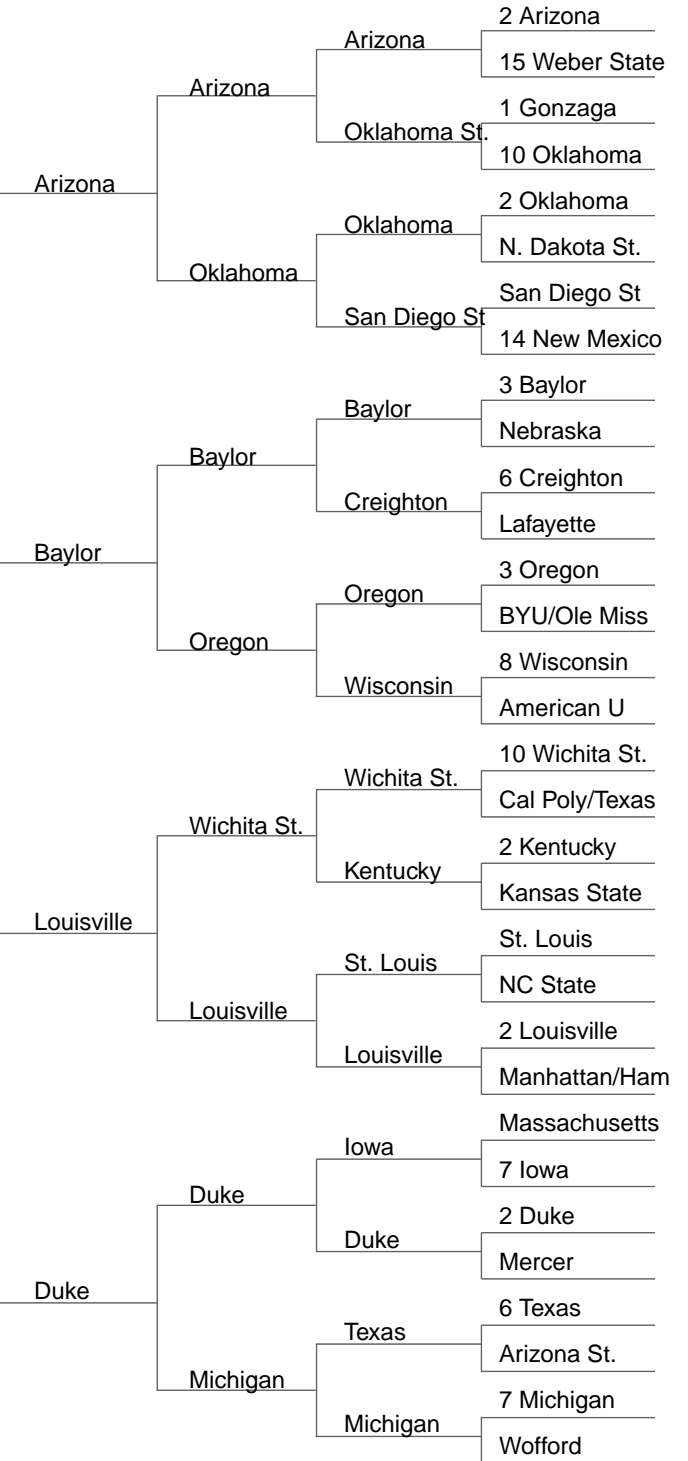 2 Arizona
Arizona
15 Weber State
Arizona
1 Gonzaga
Oklahoma St.
10 Oklahoma
Arizona
2 Oklahoma
Oklahoma
N. Dakota St.
Oklahoma
San Diego St
San Diego St
14 New Mexico
3 Baylor
Baylor
Nebraska
Baylor
6 Creighton
Creighton
Lafayette
Baylor
3 Oregon
Oregon
BYU/Ole Miss
Oregon
8 Wisconsin
Wisconsin
American U
10 Wichita St.
Wichita St.
Cal Poly/Texas
Wichita St.
2 Kentucky
Kentucky
Kansas State
Louisville
St. Louis
St. Louis
NC State
Louisville
2 Louisville
Louisville
Manhattan/Ham
Massachusetts
Iowa
7 Iowa
Duke
2 Duke
Duke
Mercer
Duke
6 Texas
Texas
Arizona St.
Michigan
7 Michigan
Michigan
Wofford